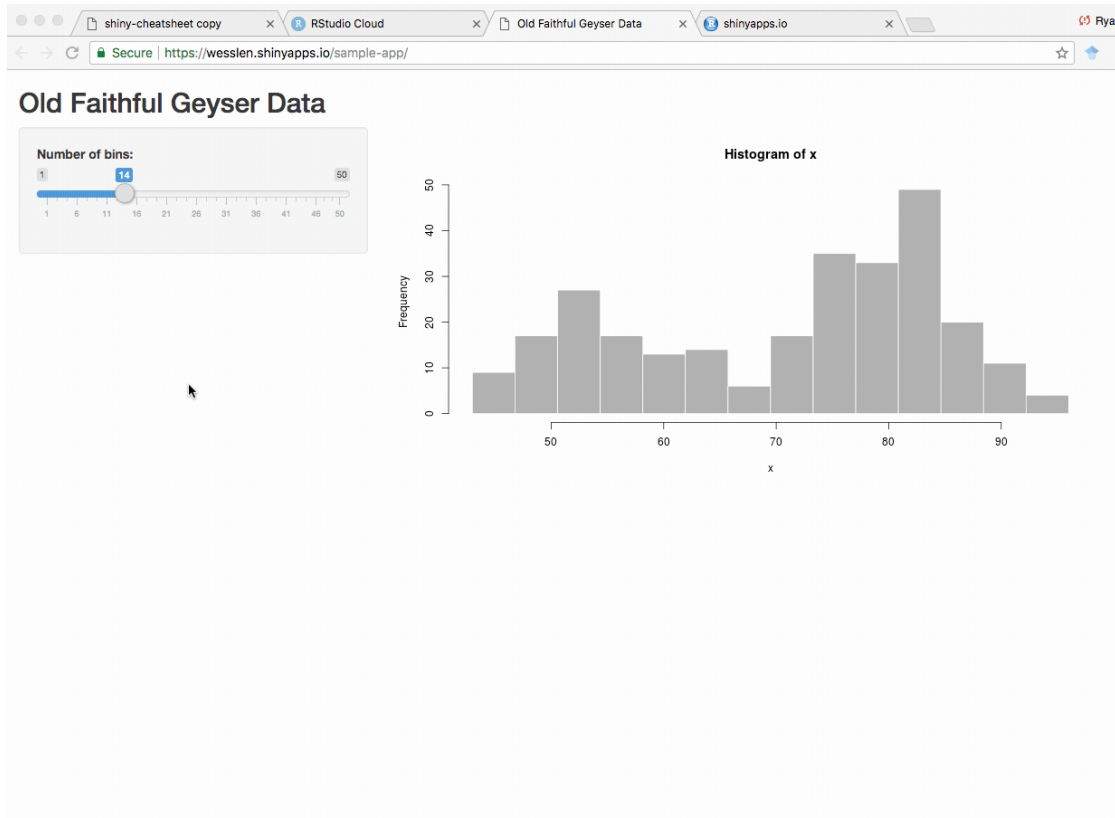 shiny-cheatsheet copy RStudio Cloud Old Faithful Geyser Data shinyapps.io Rya
Secure https://wesslen.shinyapps.io/sample-app/
Old Faithful Geyser Data
Number of bins:
1 14 50
1 6 11 16 21 26 31 36 41 46 50
Histogram of x
Frequency
0 10 20 30 40 50
50 60 70 80 90
x